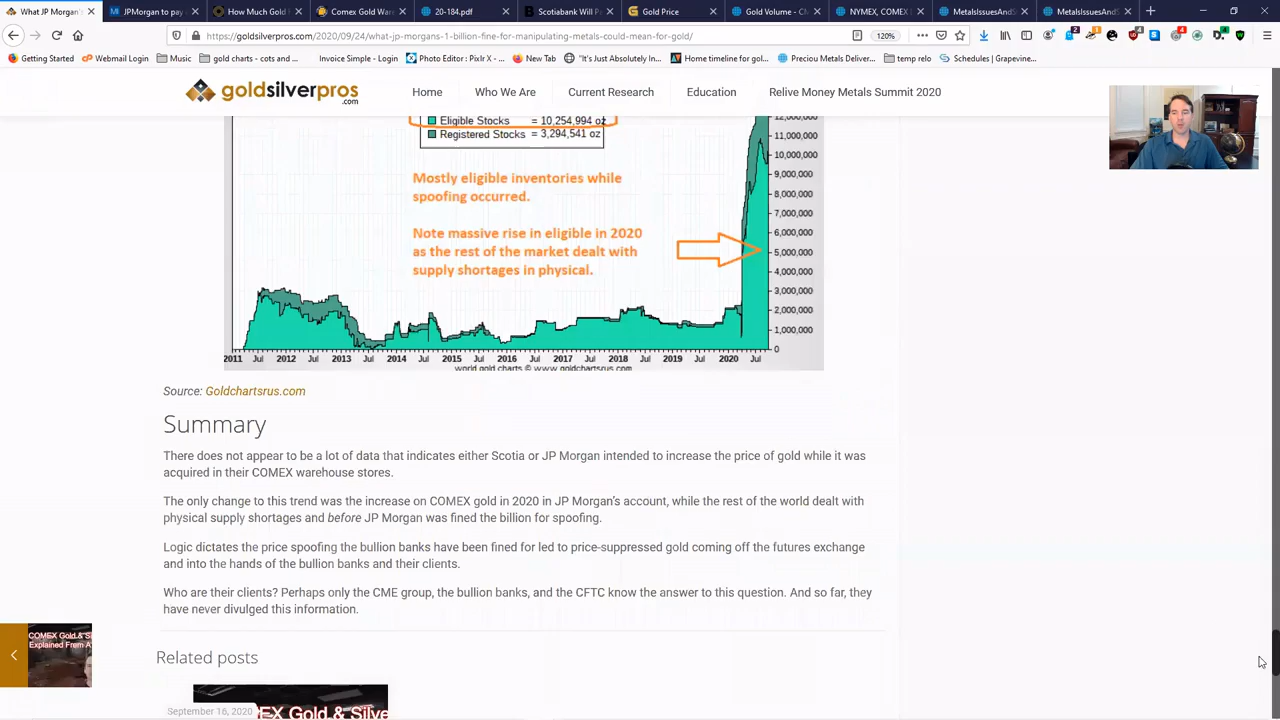 What JP Morgan's
JPMorgan to pay
How Much Gold
Comex Gold War
20-184.pdf
Scotiabank Will P
Gold Price
Gold Volume - C
NYMEX, COMEX
MetalsIssuesAndS
MetalsIssuesAndS
https://goldsilverpros.com/2020/09/24/what-jp-morgans-1-billion-fine-for-manipulating-metals-could-mean-for-gold/
120%
Getting Started
Webmail Login
Music
gold charts - cots and
Invoice Simple - Login
Photo Editor : Pixlr X -
New Tab
"It's Just Absolutely In
Home timeline for gol
Preciou Metals Deliver
temp relo
Schedules | Grapevine
goldsilverpros
.com
Home
Who We Are
Current Research
Education
Relive Money Metals Summit 2020
Eligible Stocks = 10,254,994 oz
Registered Stocks = 3,294,541 oz
Mostly eligible inventories while
spoofing occurred.
Note massive rise in eligible in 2020
as the rest of the market dealt with
supply shortages in physical.
12,000,000
11,000,000
10,000,000
9,000,000
8,000,000
7,000,000
6,000,000
5,000,000
4,000,000
3,000,000
2,000,000
1,000,000
0
2011 Jul 2012 Jul 2013 Jul 2014 Jul 2015 Jul 2016 Jul 2017 Jul 2018 Jul 2019 Jul 2020 Jul
world gold charts © www.goldchartsrus.com
Source: Goldchartsrus.com
Summary
There does not appear to be a lot of data that indicates either Scotia or JP Morgan intended to increase the price of gold while it was
acquired in their COMEX warehouse stores.
The only change to this trend was the increase on COMEX gold in 2020 in JP Morgan's account, while the rest of the world dealt with
physical supply shortages and before JP Morgan was fined the billion for spoofing.
Logic dictates the price spoofing the bullion banks have been fined for led to price-suppressed gold coming off the futures exchange
and into the hands of the bullion banks and their clients.
Who are their clients? Perhaps only the CME group, the bullion banks, and the CFTC know the answer to this question. And so far, they
have never divulged this information.
COMEX Gold & Si
Explained From A
Related posts
September 16, 2020
EX Gold & Silve